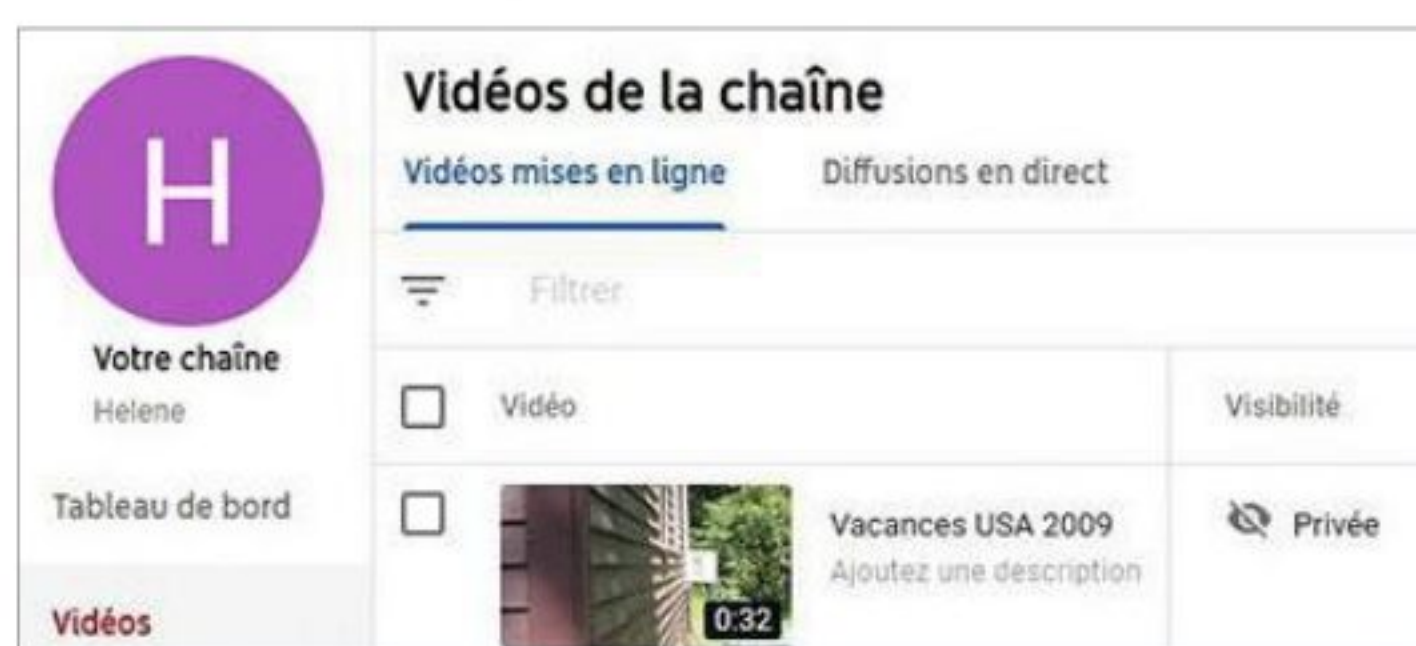 H
Votre chaîne
Helene
Tableau de bord
Vidéos
Vidéos de la chaîne
Vidéos mises en ligne Diffusions en direct
Filtrer
Vidéo Visibilité
Vacances USA 2009 Privée
Ajoutez une description
0:32